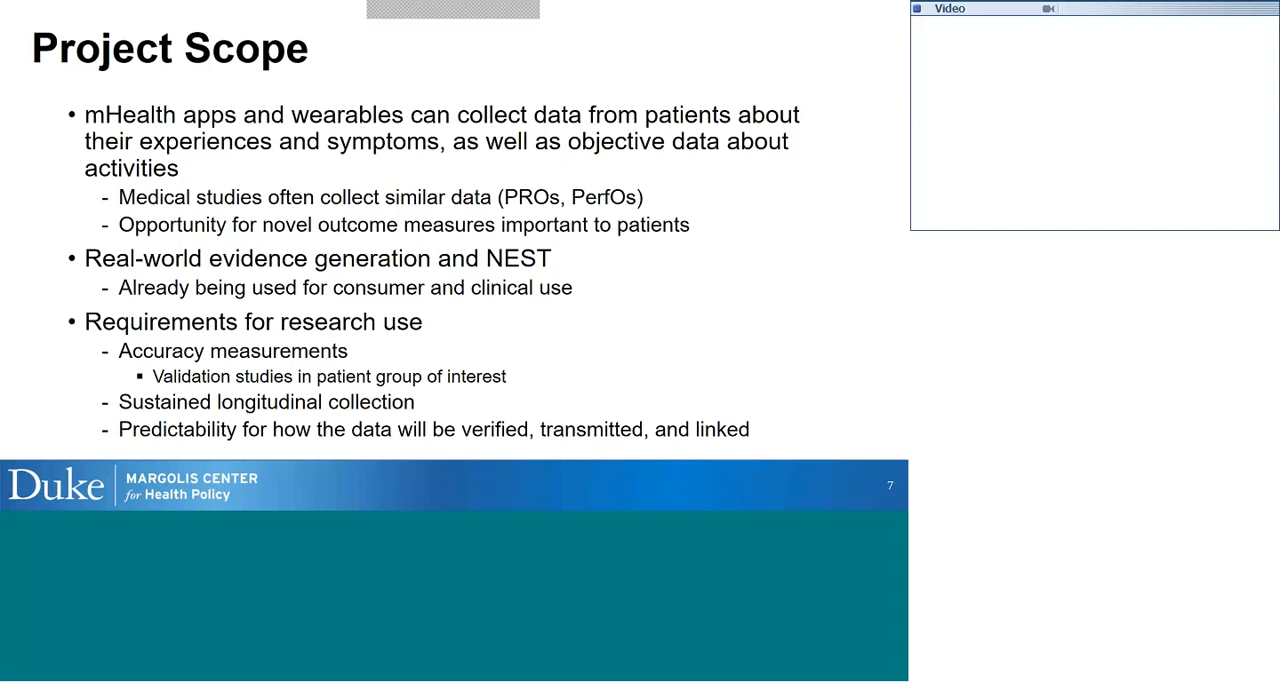 Video
Project Scope
• mHealth apps and wearables can collect data from patients about
their experiences and symptoms, as well as objective data about
activities
- Medical studies often collect similar data (PROs, PerfOs)
- Opportunity for novel outcome measures important to patients
• Real-world evidence generation and NEST
- Already being used for consumer and clinical use
• Requirements for research use
- Accuracy measurements
▪ Validation studies in patient group of interest
- Sustained longitudinal collection
- Predictability for how the data will be verified, transmitted, and linked
Duke
MARGOLIS CENTER
for Health Policy
7